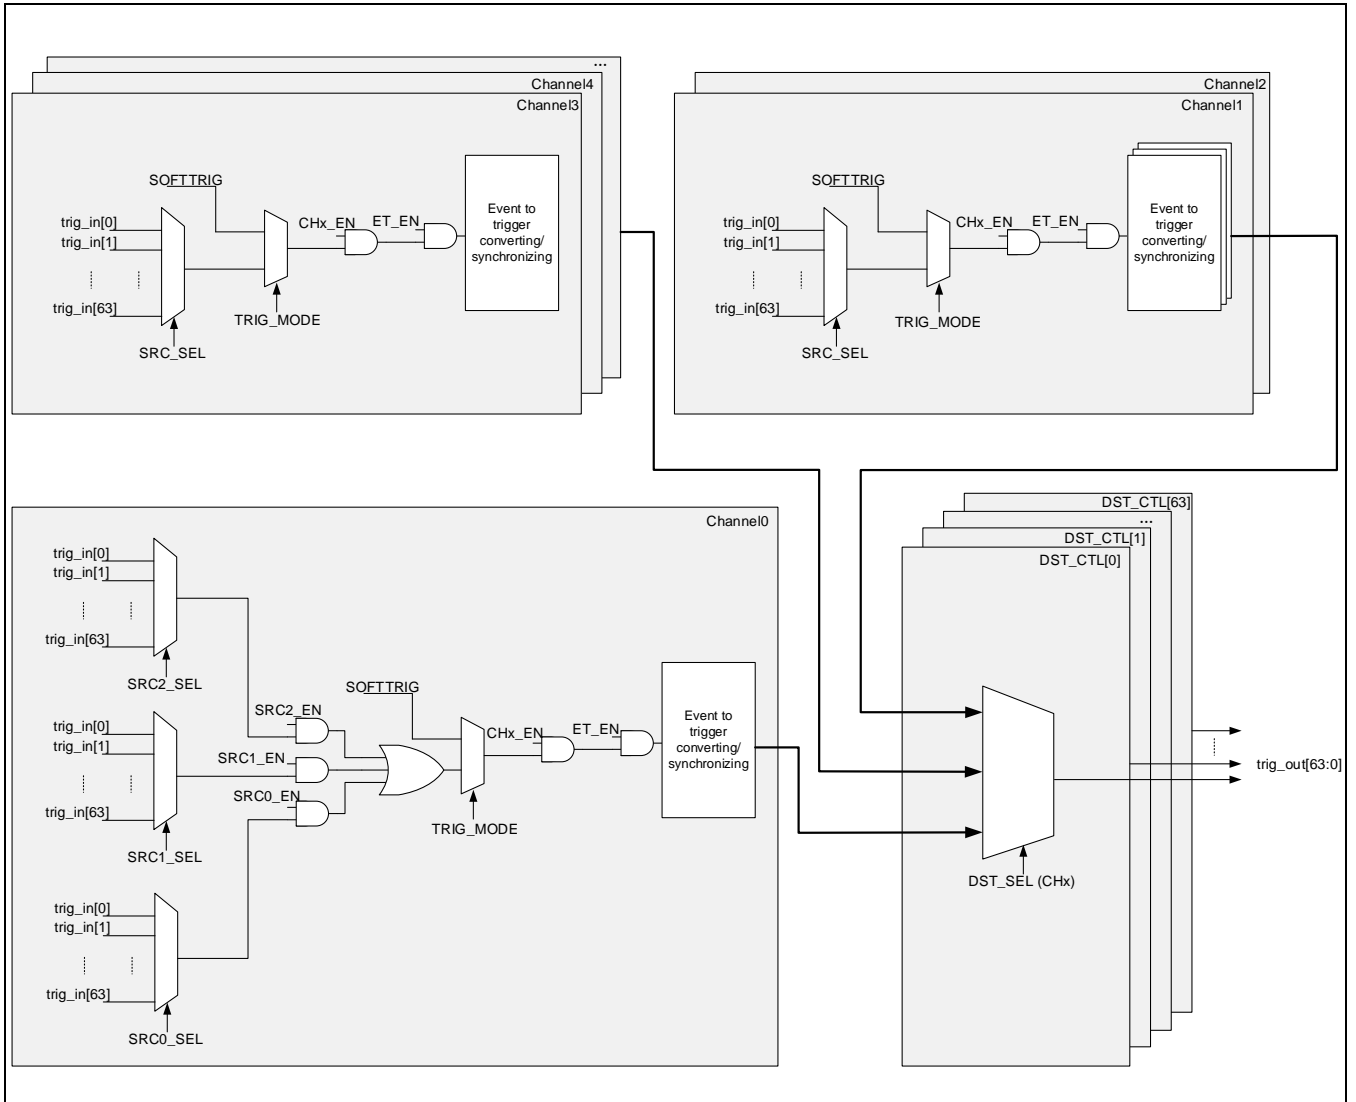 ...
Channel4
Channel3
SOFTTRIG
trig_in[0]
trig_in[1]
trig_in[63]
SRC_SEL
TRIG_MODE
CHx_EN
ET_EN
Event to
trigger
converting/
synchronizing
Channel2
Channel1
SOFTTRIG
trig_in[0]
trig_in[1]
trig_in[63]
SRC_SEL
TRIG_MODE
CHx_EN
ET_EN
Event to
trigger
converting/
synchronizing
Channel0
trig_in[0]
trig_in[1]
trig_in[63]
SRC2_SEL
trig_in[0]
trig_in[1]
trig_in[63]
SRC1_SEL
trig_in[0]
trig_in[1]
trig_in[63]
SRC0_SEL
SRC2_EN
SRC1_EN
SRC0_EN
SOFTTRIG
TRIG_MODE
CHx_EN
ET_EN
Event to
trigger
converting/
synchronizing
DST_CTL[63]
...
DST_CTL[1]
DST_CTL[0]
DST_SEL (CHx)
trig_out[63:0]